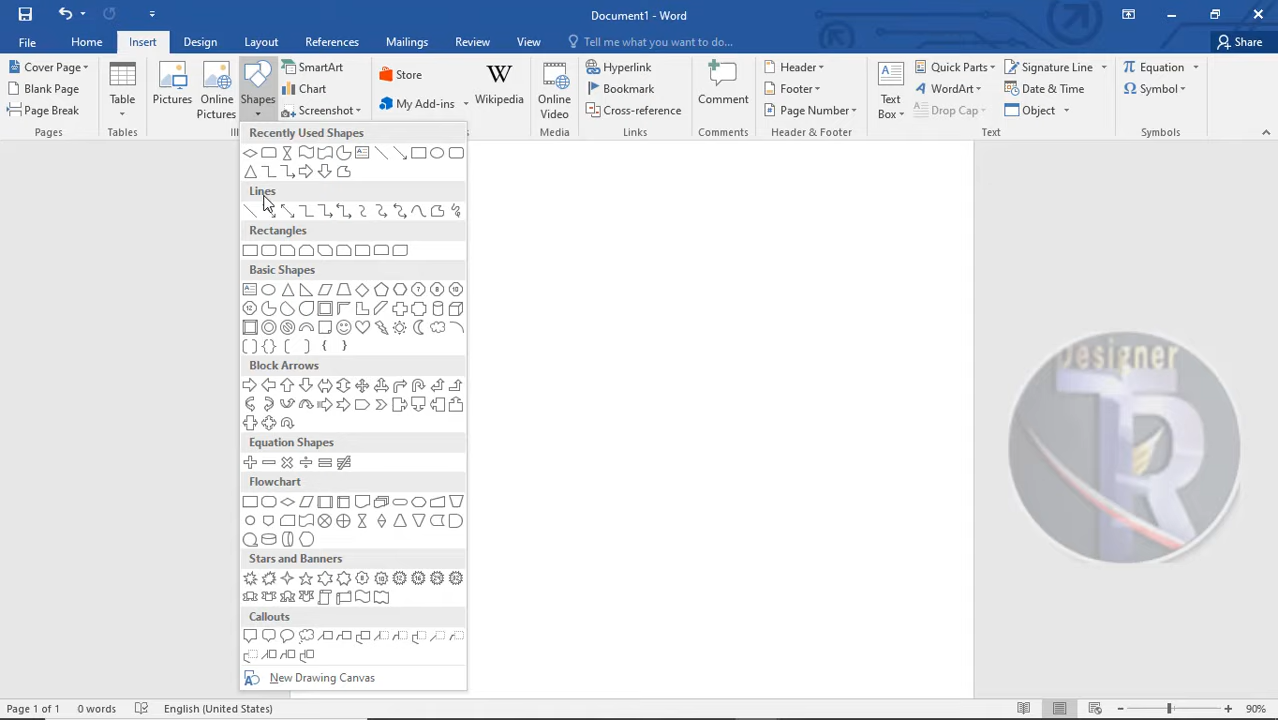 Document1 - Word
File Home Insert Design Layout References Mailings Review View Tell me what you want to do... Share
Cover Page
Blank Page
Page Break
Pages
Table
Tables
Pictures
Online
Pictures
Shapes
SmartArt
Chart
Screenshot
Store
My Add-ins
Wikipedia
Online
Video
Media
Hyperlink
Bookmark
Cross-reference
Links
Comment
Comments
Header
Footer
Page Number
Header & Footer
Text
Box
Quick Parts
WordArt
Drop Cap
Signature Line
Date & Time
Object
Text
Equation
Symbol
Symbols
Recently Used Shapes
Lines
Rectangles
Basic Shapes
Block Arrows
Equation Shapes
Flowchart
Stars and Banners
Callouts
New Drawing Canvas
Designer
TR
Page 1 of 1 0 words English (United States) 90%